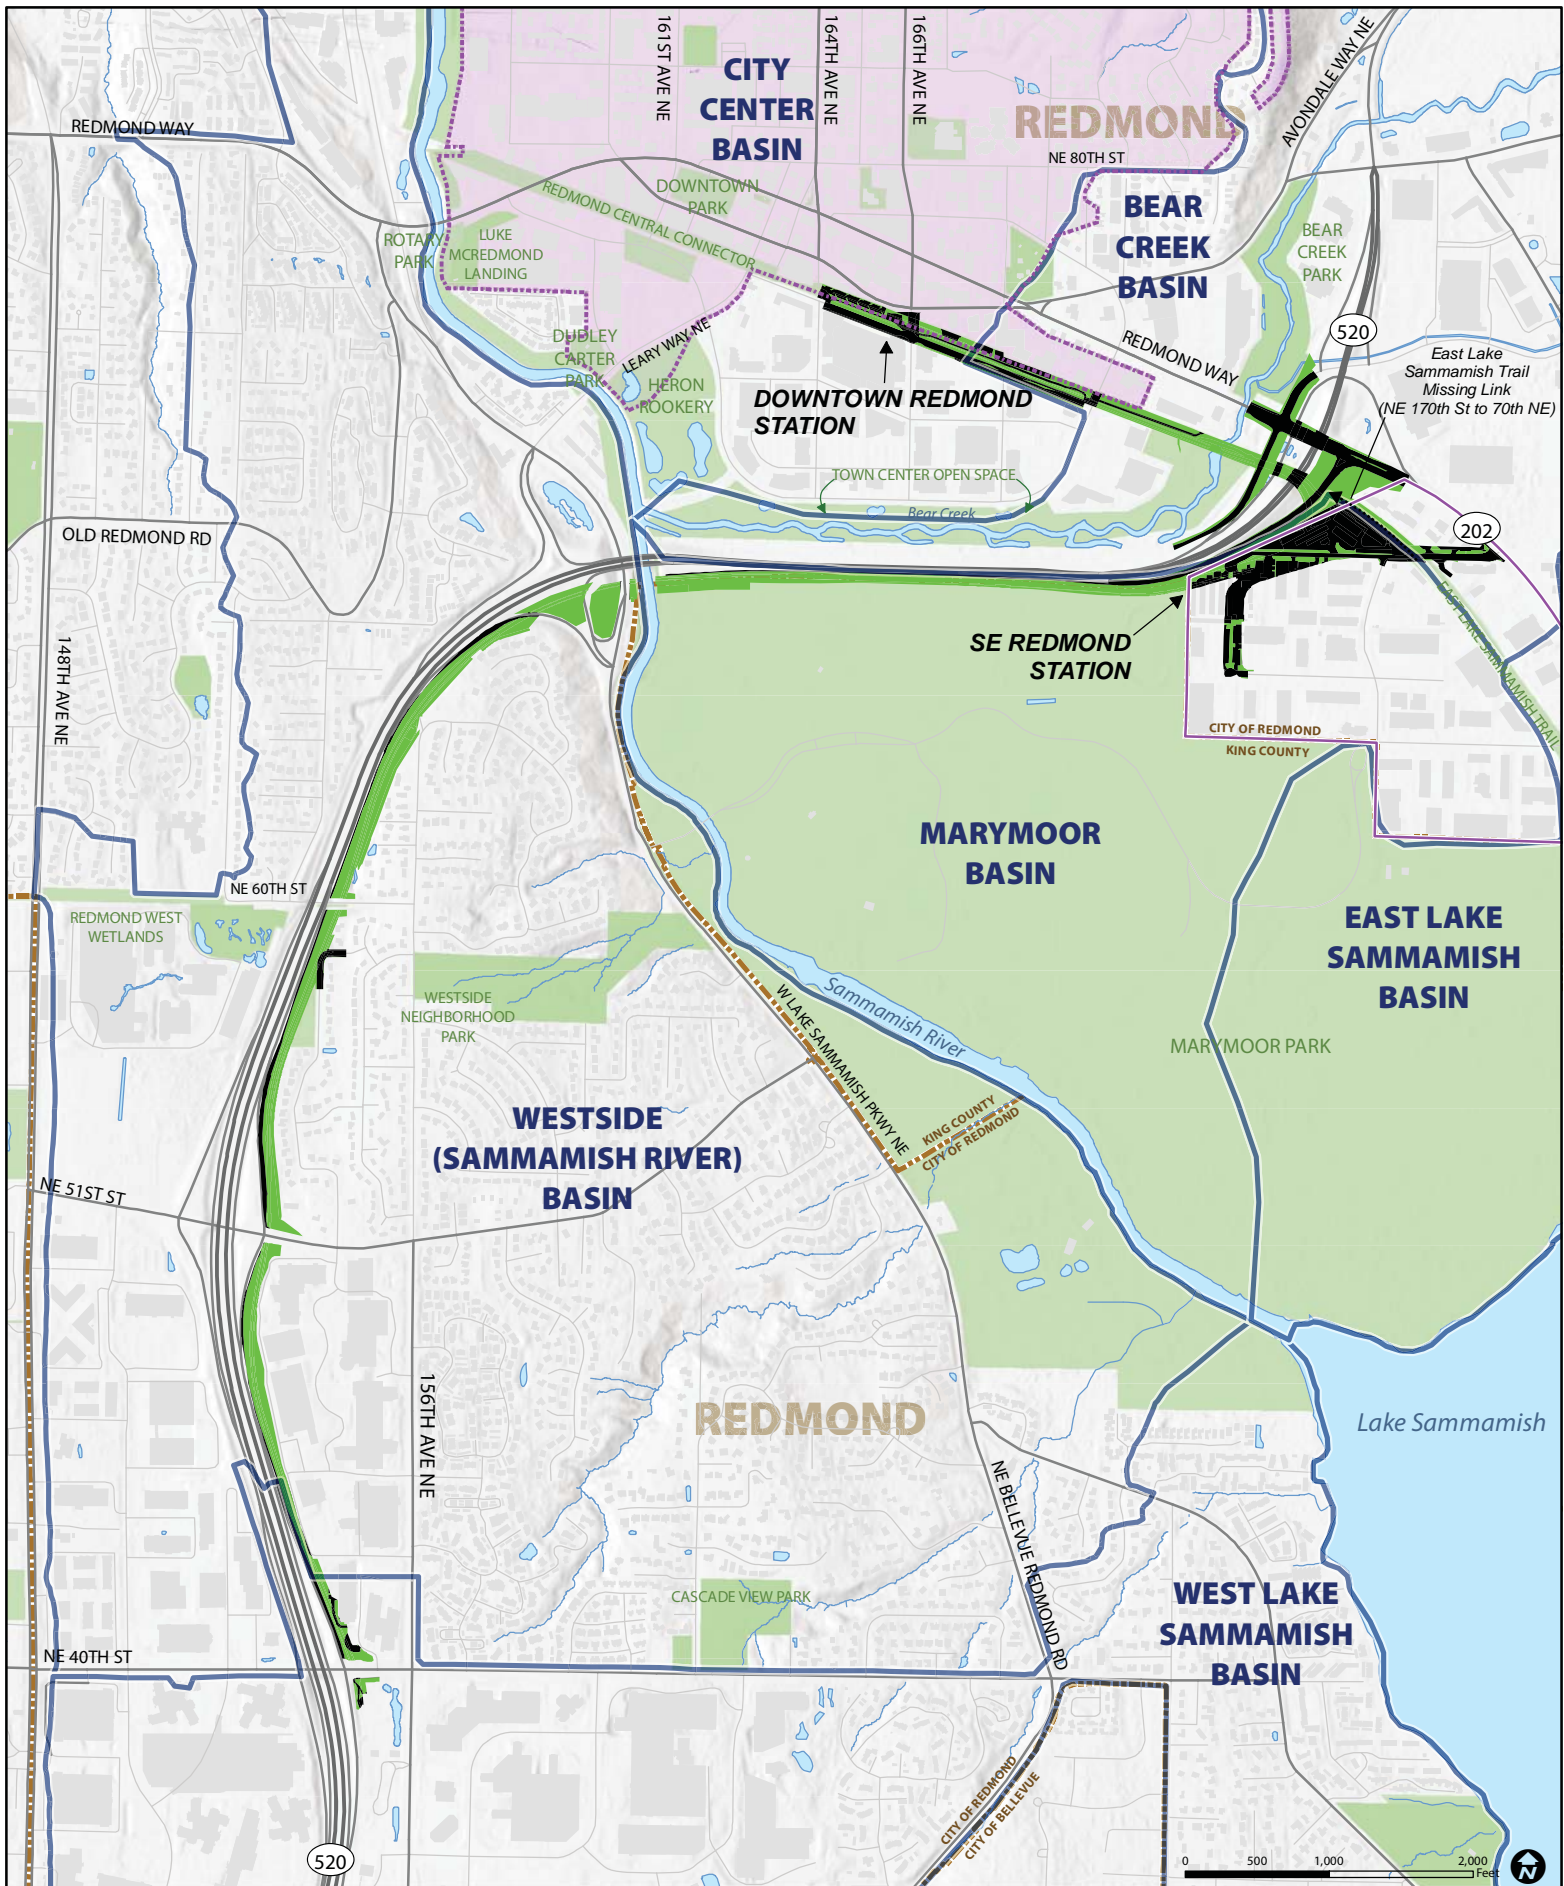 161ST AVE NE
164TH AVE NE
166TH AVE NE
AVONDALE WAY NE
CITY
CENTER
BASIN
REDMOND
REDMOND WAY
NE 80TH ST
DOWNTOWN
PARK
REDMOND CENTRAL CONNECTOR
BEAR
CREEK
BASIN
ROTARY
PARK
LUKE
MCREDMOND
LANDING
BEAR
CREEK
PARK
DUDLEY
CARTER
PARK
LEARY WAY NE
HERON
ROOKERY
REDMOND WAY
520
East Lake
Sammamish Trail
Missing Link
(NE 170th St to 70th NE)
DOWNTOWN REDMOND
STATION
TOWN CENTER OPEN SPACE
Bear Creek
202
OLD REDMOND RD
EAST LAKE SAMMAMISH TRAIL
SE REDMOND
STATION
148TH AVE NE
CITY OF REDMOND
KING COUNTY
MARYMOOR
BASIN
NE 60TH ST
REDMOND WEST
WETLANDS
EAST LAKE
SAMMAMISH
BASIN
WESTSIDE
NEIGHBORHOOD
PARK
W LAKE SAMMAMISH PKWY NE
Sammamish River
MARYMOOR PARK
WESTSIDE
(SAMMAMISH RIVER)
BASIN
KING COUNTY
CITY OF REDMOND
NE 51ST ST
156TH AVE NE
REDMOND
Lake Sammamish
NE BELLEVUE REDMOND RD
CASCADE VIEW PARK
WEST LAKE
SAMMAMISH
BASIN
NE 40TH ST
CITY OF REDMOND
CITY OF BELLEVUE
520
0 500 1,000 2,000
Feet
N